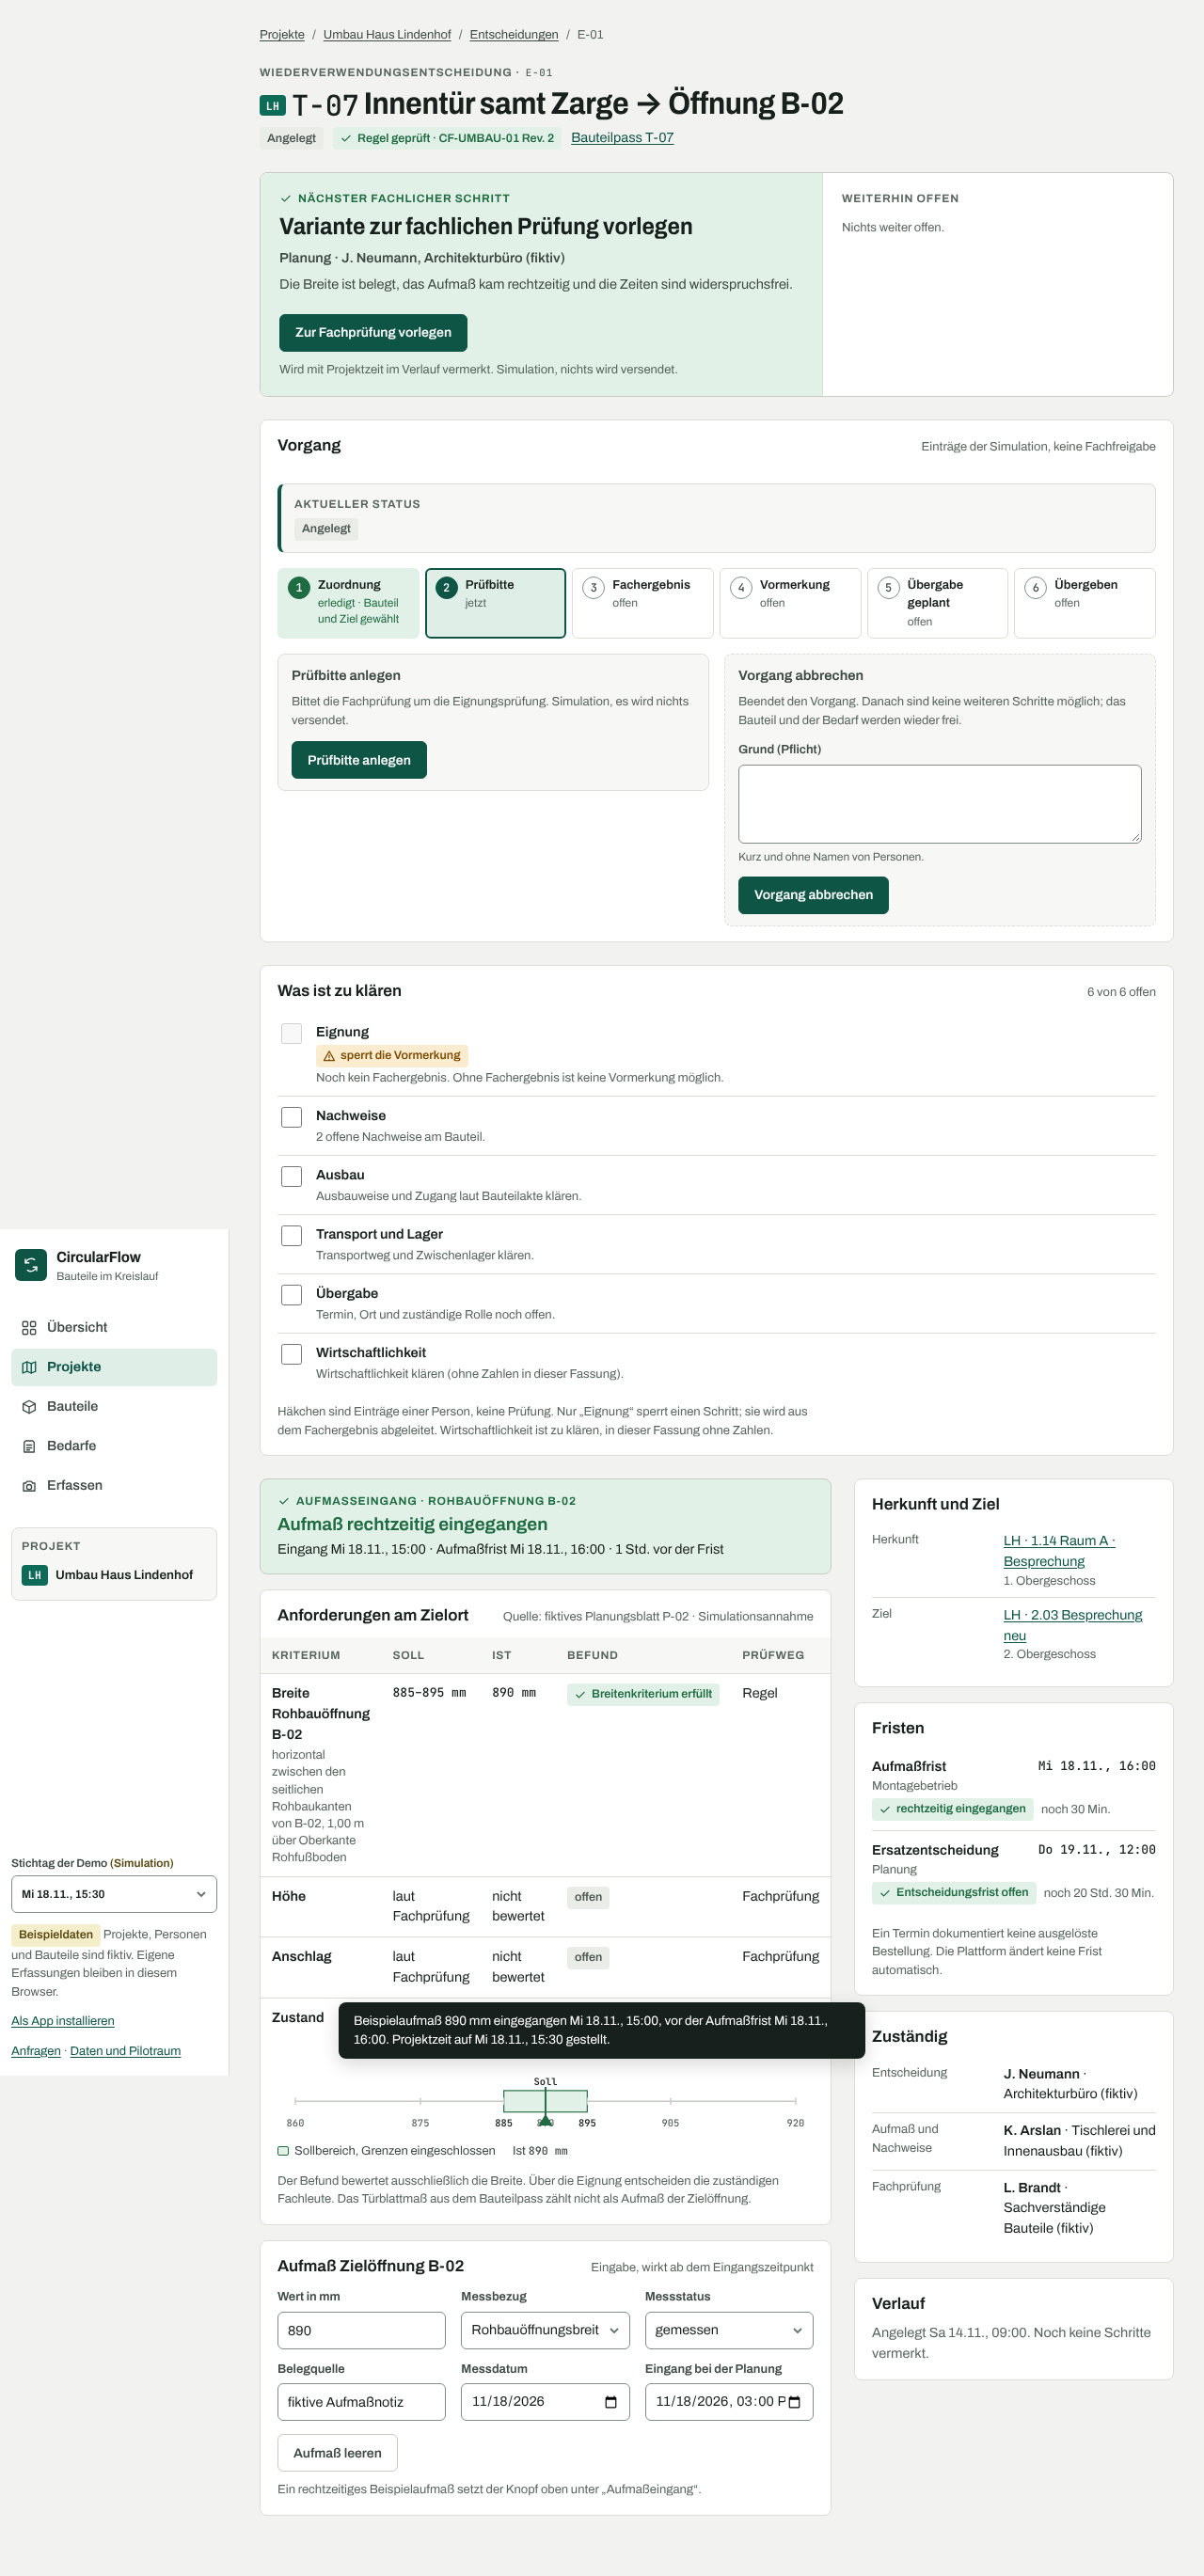 Projekte / Umbau Haus Lindenhof / Entscheidungen / E-01
WIEDERVERWENDUNGSENTSCHEIDUNG · E-01
LH T-07 Innentür samt Zarge → Öffnung B-02
Angelegt
Regel geprüft · CF-UMBAU-01 Rev. 2
Bauteilpass T-07
NÄCHSTER FACHLICHER SCHRITT
Variante zur fachlichen Prüfung vorlegen
Planung · J. Neumann, Architekturbüro (fiktiv)
Die Breite ist belegt, das Aufmaß kam rechtzeitig und die Zeiten sind widerspruchsfrei.
Zur Fachprüfung vorlegen
Wird mit Projektzeit im Verlauf vermerkt. Simulation, nichts wird versendet.
WEITERHIN OFFEN
Nichts weiter offen.
Vorgang
Einträge der Simulation, keine Fachfreigabe
AKTUELLER STATUS
Angelegt
1 Zuordnung
erledigt · Bauteil
und Ziel gewählt
2 Prüfbitte
jetzt
3 Fachergebnis
offen
4 Vormerkung
offen
5 Übergabe
geplant
offen
6 Übergeben
offen
Prüfbitte anlegen
Bittet die Fachprüfung um die Eignungsprüfung. Simulation, es wird nichts
versendet.
Prüfbitte anlegen
Vorgang abbrechen
Beendet den Vorgang. Danach sind keine weiteren Schritte möglich; das
Bauteil und der Bedarf werden wieder frei.
Grund (Pflicht)
Kurz und ohne Namen von Personen.
Vorgang abbrechen
Was ist zu klären
6 von 6 offen
Eignung
sperrt die Vormerkung
Noch kein Fachergebnis. Ohne Fachergebnis ist keine Vormerkung möglich.
Nachweise
2 offene Nachweise am Bauteil.
Ausbau
Ausbauweise und Zugang laut Bauteilakte klären.
Transport und Lager
Transportweg und Zwischenlager klären.
Übergabe
Termin, Ort und zuständige Rolle noch offen.
Wirtschaftlichkeit
Wirtschaftlichkeit klären (ohne Zahlen in dieser Fassung).
Häkchen sind Einträge einer Person, keine Prüfung. Nur „Eignung“ sperrt einen Schritt; sie wird aus
dem Fachergebnis abgeleitet. Wirtschaftlichkeit ist zu klären, in dieser Fassung ohne Zahlen.
CircularFlow
Bauteile im Kreislauf
Übersicht
Projekte
Bauteile
Bedarfe
Erfassen
PROJEKT
LH Umbau Haus Lindenhof
Stichtag der Demo (Simulation)
Mi 18.11., 15:30
Beispieldaten Projekte, Personen
und Bauteile sind fiktiv. Eigene
Erfassungen bleiben in diesem
Browser.
Als App installieren
Anfragen · Daten und Pilotraum
AUFMASSEINGANG · ROHBAUÖFFNUNG B-02
Aufmaß rechtzeitig eingegangen
Eingang Mi 18.11., 15:00 · Aufmaßfrist Mi 18.11., 16:00 · 1 Std. vor der Frist
Anforderungen am Zielort
Quelle: fiktives Planungsblatt P-02 · Simulationsannahme
KRITERIUM SOLL IST BEFUND PRÜFWEG
Breite
Rohbauöffnung
B-02
horizontal
zwischen den
seitlichen
Rohbaukanten
von B-02, 1,00 m
über Oberkante
Rohfußboden
885–895 mm
890 mm
Breitenkriterium erfüllt
Regel
Höhe
laut
Fachprüfung
nicht
bewertet
offen
Fachprüfung
Anschlag
laut
Fachprüfung
nicht
bewertet
offen
Fachprüfung
Zustand
Beispielaufmaß 890 mm eingegangen Mi 18.11., 15:00, vor der Aufmaßfrist Mi 18.11.,
16:00. Projektzeit auf Mi 18.11., 15:30 gestellt.
Soll
860 875 885 895 905 920
Sollbereich, Grenzen eingeschlossen
Ist 890 mm
Der Befund bewertet ausschließlich die Breite. Über die Eignung entscheiden die zuständigen
Fachleute. Das Türblattmaß aus dem Bauteilpass zählt nicht als Aufmaß der Zielöffnung.
Aufmaß Zielöffnung B-02
Eingabe, wirkt ab dem Eingangszeitpunkt
Wert in mm
890
Messbezug
Rohbauöffnungsbreit
Messstatus
gemessen
Belegquelle
fiktive Aufmaßnotiz
Messdatum
11/18/2026
Eingang bei der Planung
11/18/2026, 03:00 P
Aufmaß leeren
Ein rechtzeitiges Beispielaufmaß setzt der Knopf oben unter „Aufmaßeingang“.
Herkunft und Ziel
Herkunft
LH · 1.14 Raum A ·
Besprechung
1. Obergeschoss
Ziel
LH · 2.03 Besprechung
neu
2. Obergeschoss
Fristen
Aufmaßfrist
Mi 18.11., 16:00
Montagebetrieb
rechtzeitig eingegangen
noch 30 Min.
Ersatzentscheidung
Do 19.11., 12:00
Planung
Entscheidungsfrist offen
noch 20 Std. 30 Min.
Ein Termin dokumentiert keine ausgelöste
Bestellung. Die Plattform ändert keine Frist
automatisch.
Zuständig
Entscheidung
J. Neumann ·
Architekturbüro (fiktiv)
Aufmaß und
Nachweise
K. Arslan · Tischlerei und
Innenausbau (fiktiv)
Fachprüfung
L. Brandt ·
Sachverständige
Bauteile (fiktiv)
Verlauf
Angelegt Sa 14.11., 09:00. Noch keine Schritte
vermerkt.